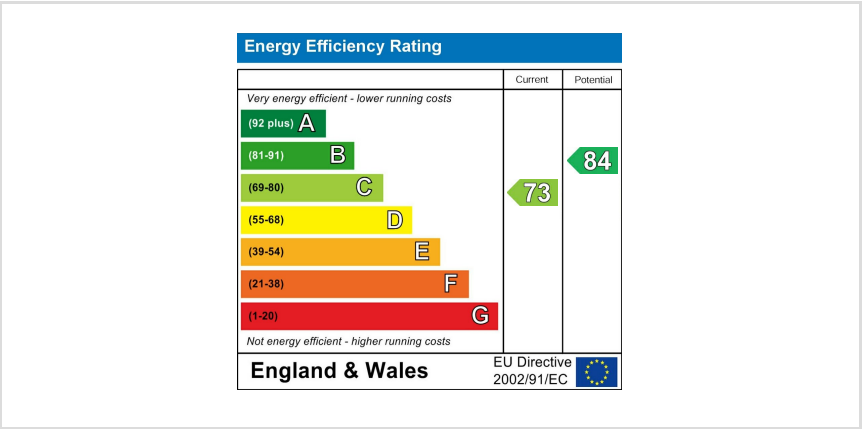 Energy Efficiency Rating
Current Potential
Very energy efficient - lower running costs
(92 plus) A
(81-91) B
84
(69-80) C
73
(55-68) D
(39-54) E
(21-38) F
(1-20) G
Not energy efficient - higher running costs
England & Wales
EU Directive
2002/91/EC